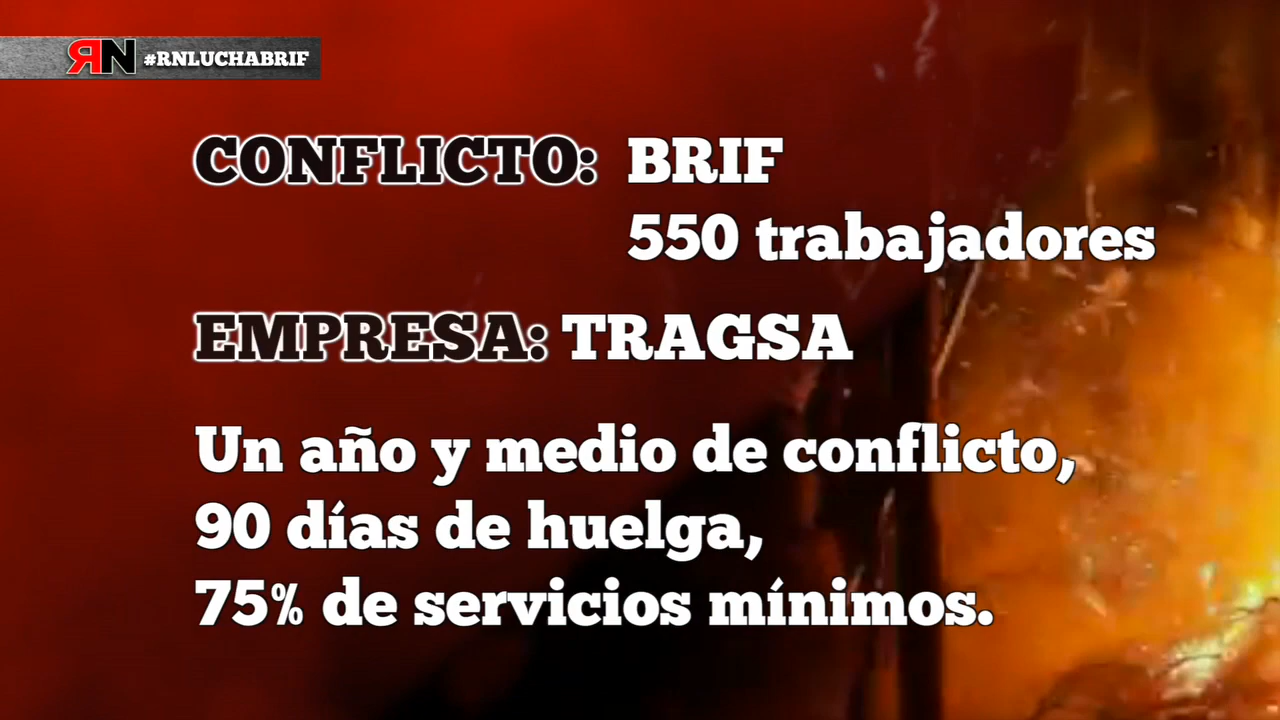 RN #RNLUCHABRIF
CONFLICTO: BRIF
550 trabajadores
EMPRESA: TRAGSA
Un año y medio de conflicto,
90 días de huelga,
75% de servicios mínimos.